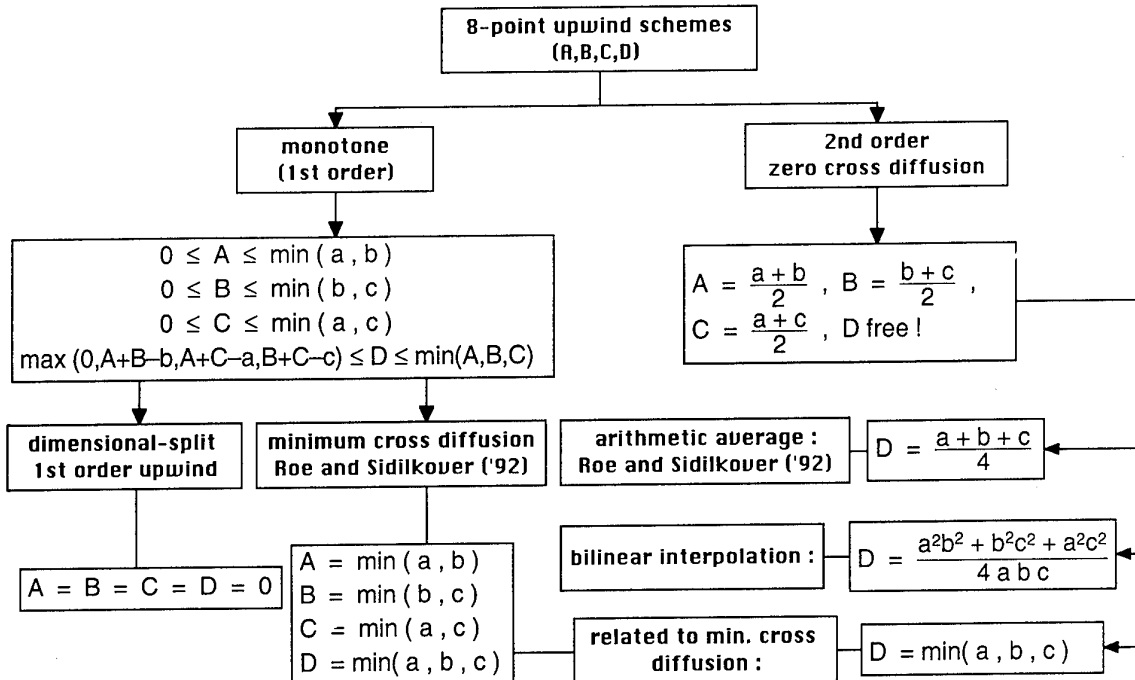 8-point upwind schemes
(A,B,C,D)
monotone
(1st order)
2nd order
zero cross diffusion
0 ≤ A ≤ min ( a , b )
0 ≤ B ≤ min ( b , c )
0 ≤ C ≤ min ( a , c )
max (0,A+B–b,A+C–a,B+C–c) ≤ D ≤ min(A,B,C)
A = (a + b)/2 , B = (b + c)/2 ,
C = (a + c)/2 , D free !
dimensional-split
1st order upwind
minimum cross diffusion
Roe and Sidilkover ('92)
arithmetic average :
Roe and Sidilkover ('92)
D = (a + b + c)/4
A = B = C = D = 0
A = min ( a , b )
B = min ( b , c )
C = min ( a , c )
D = min( a , b , c )
bilinear interpolation :
D = (a²b² + b²c² + a²c²)/(4 a b c)
related to min. cross
diffusion :
D = min( a , b , c )